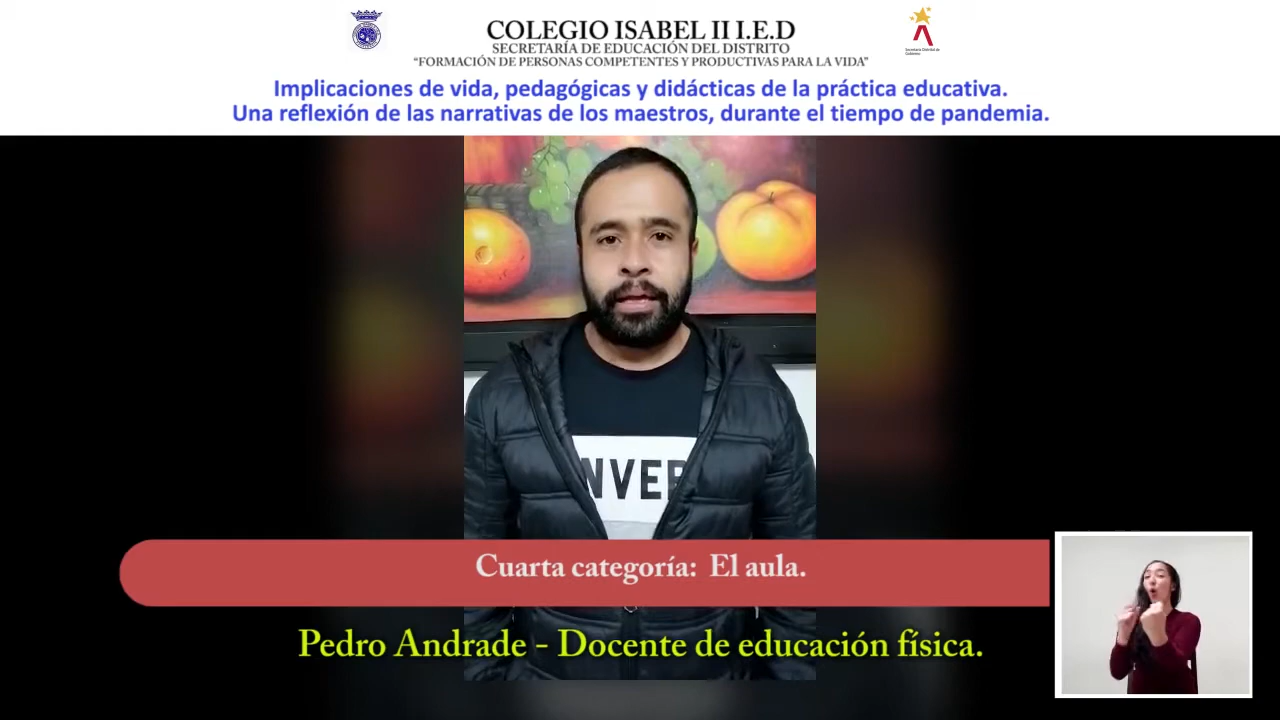 COLEGIO ISABEL II I.E.D
SECRETARÍA DE EDUCACIÓN DEL DISTRITO
“FORMACIÓN DE PERSONAS COMPETENTES Y PRODUCTIVAS PARA LA VIDA”
Implicaciones de vida, pedagógicas y didácticas de la práctica educativa.
Una reflexión de las narrativas de los maestros, durante el tiempo de pandemia.
NVER
Cuarta categoría: El aula.
Pedro Andrade - Docente de educación física.